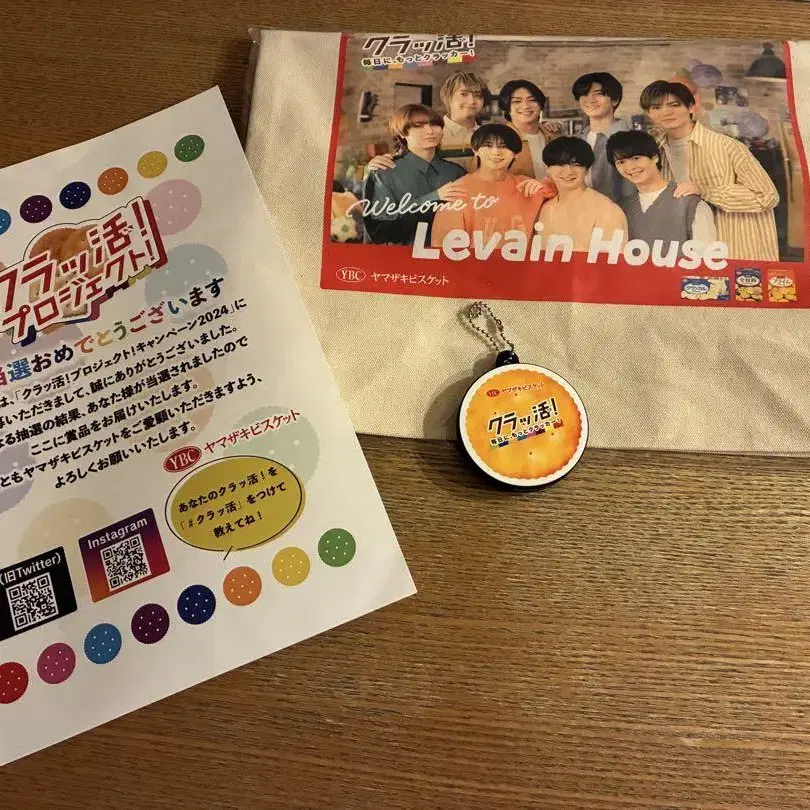 クラッ活!
プロジェクト!
当選おめでとうございます
は、「クラッ活!プロジェクト!キャンペーン2024」に
いただきまして、誠にありがとうございました。
る抽選の結果、あなた様が当選されましたので
ここに賞品をお届けいたします。
ともヤマザキビスケットをご愛顧いただきますよう、
よろしくお願いいたします。
YBC ヤマザキビスケット
あなたのクラッ活!を
「#クラッ活」をつけて
教えてね!
(旧Twitter)
Instagram
クラッ活!
毎日に、もっとクラッカー!
Welcome to
Levain House
YBC ヤマザキビスケット
YBC ヤマザキビスケット
クラッ活!
毎日に、もっとクラッカー!